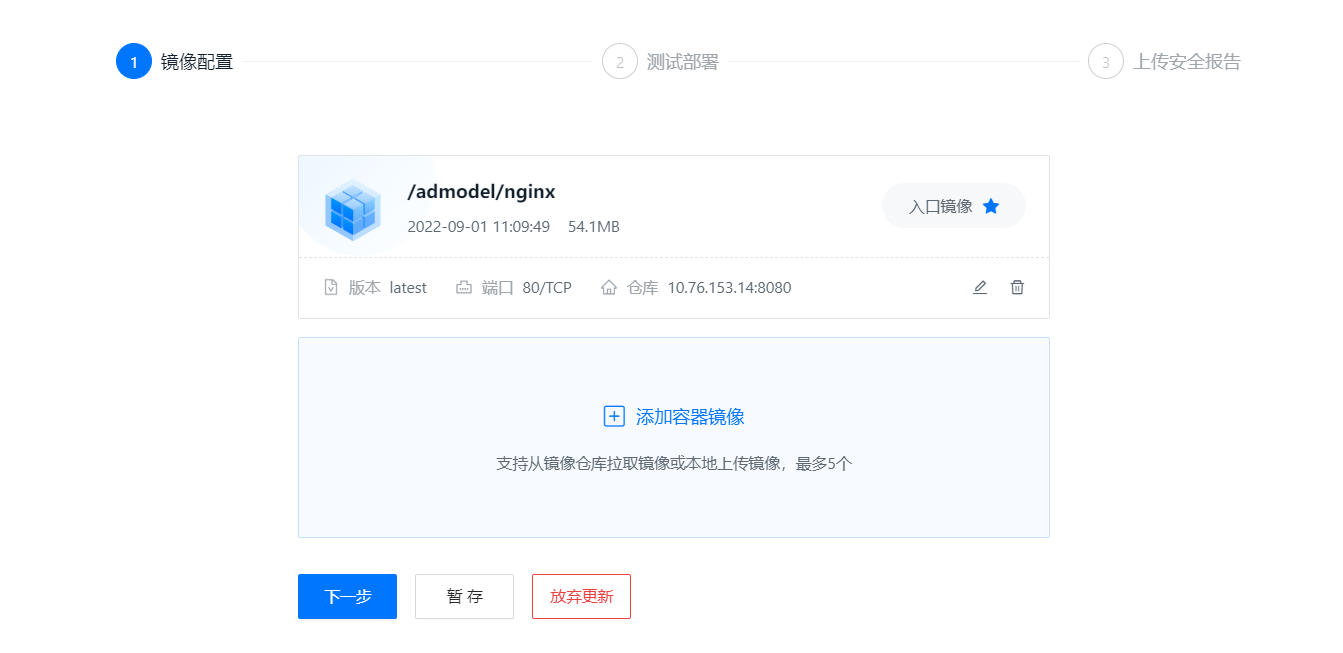 1 镜像配置 2 测试部署 3 上传安全报告
/admodel/nginx
2022-09-01 11:09:49 54.1MB
入口镜像
版本 latest 端口 80/TCP 仓库 10.76.153.14:8080
添加容器镜像
支持从镜像仓库拉取镜像或本地上传镜像，最多5个
下一步 暂 存 放弃更新